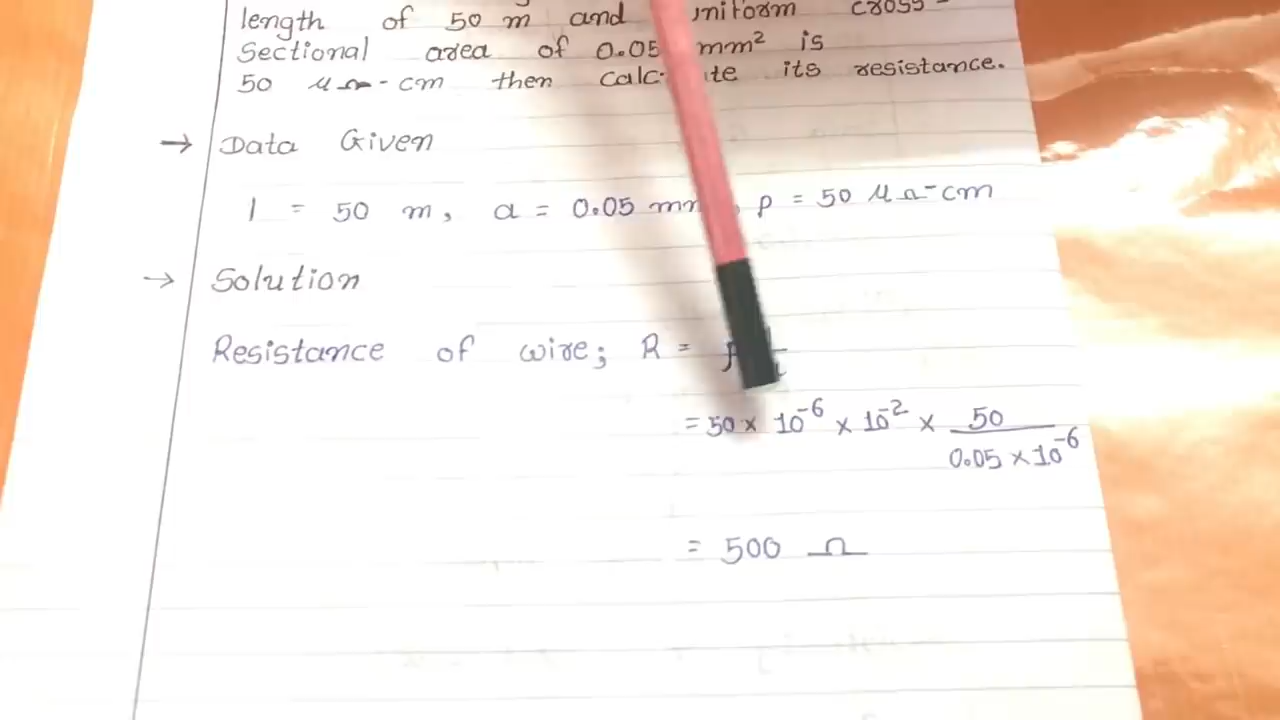 length of 50 m and uniform cross-
Sectional area of 0.05 mm² is
50 μΩ-cm then its resistance.
→ Data Given
l = 50 m, a = 0.05 ρ = 50 μΩ-cm
→ Solution
Resistance of wire; R =
= 50 × 10⁻⁶ × 10⁻² × 50 / 0.05 × 10⁻⁶
= 500 Ω